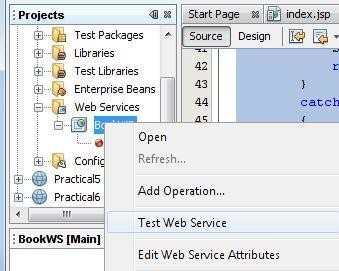 Projects
Start Page
index.jsp
Source
Design
Test Packages
Libraries
Test Libraries
Enterprise Beans
Web Services
Practical5
Practical6
BookWS [Main]
41
42
43
44
45
}
{
Open
Refresh...
Add Operation...
Test Web Service
Edit Web Service Attributes